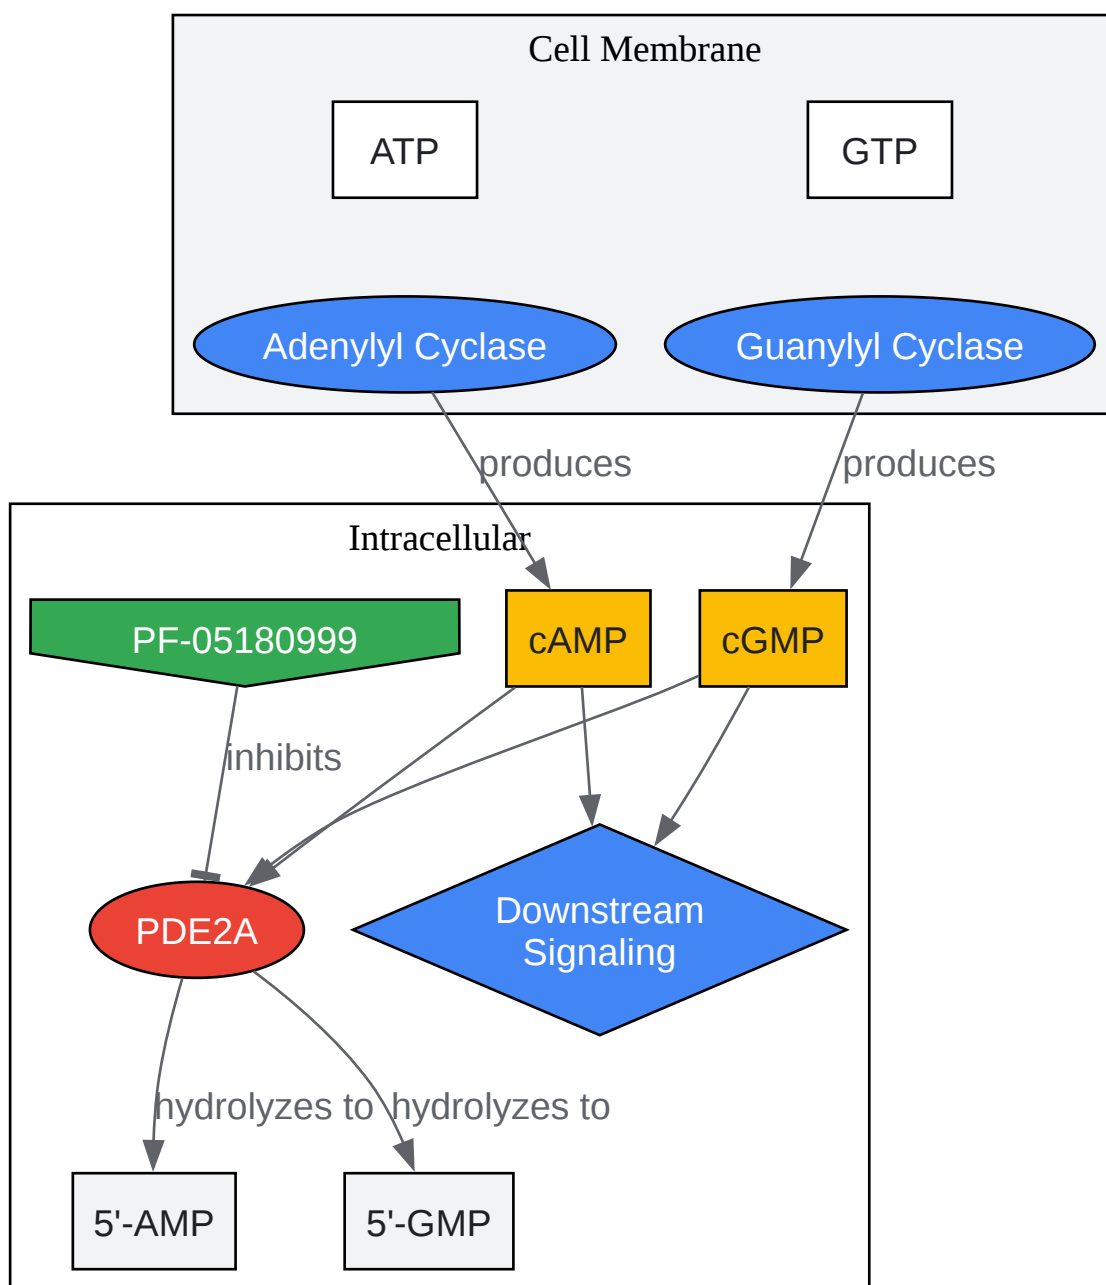 Cell Membrane
ATP
GTP
Adenylyl Cyclase
Guanylyl Cyclase
produces
produces
Intracellular
PF-05180999
cAMP
cGMP
inhibits
PDE2A
Downstream
Signaling
hydrolyzes to
hydrolyzes to
5'-AMP
5'-GMP